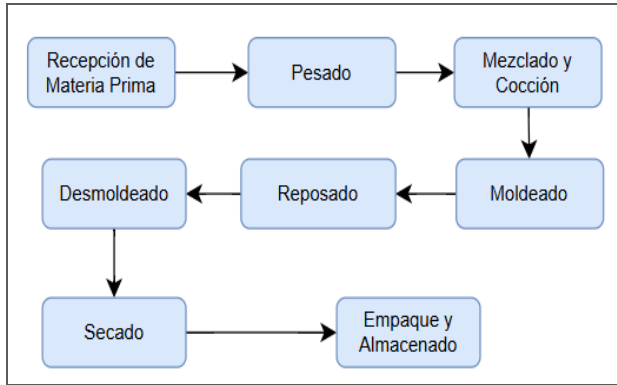 Recepción de
Materia Prima
Pesado
Mezclado y
Cocción
Moldeado
Reposado
Desmoldeado
Secado
Empaque y
Almacenado